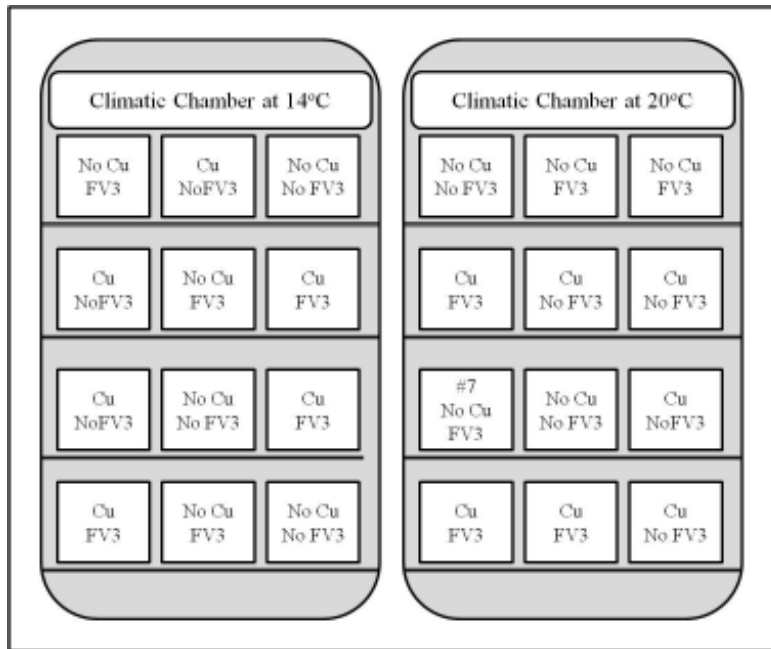 Climatic Chamber at 14°C
No Cu
FV3
Cu
NoFV3
No Cu
No FV3
Cu
NoFV3
No Cu
FV3
Cu
FV3
Cu
NoFV3
No Cu
No FV3
Cu
FV3
Cu
FV3
No Cu
FV3
No Cu
No FV3
Climatic Chamber at 20°C
No Cu
No FV3
No Cu
FV3
No Cu
FV3
Cu
FV3
Cu
No FV3
Cu
No FV3
#7
No Cu
FV3
No Cu
No FV3
Cu
NoFV3
Cu
FV3
Cu
FV3
Cu
No FV3